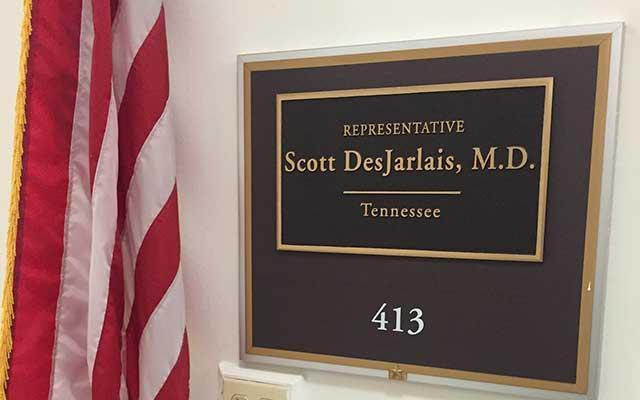 REPRESENTATIVE
Scott DesJarlais, M.D.
Tennessee
413